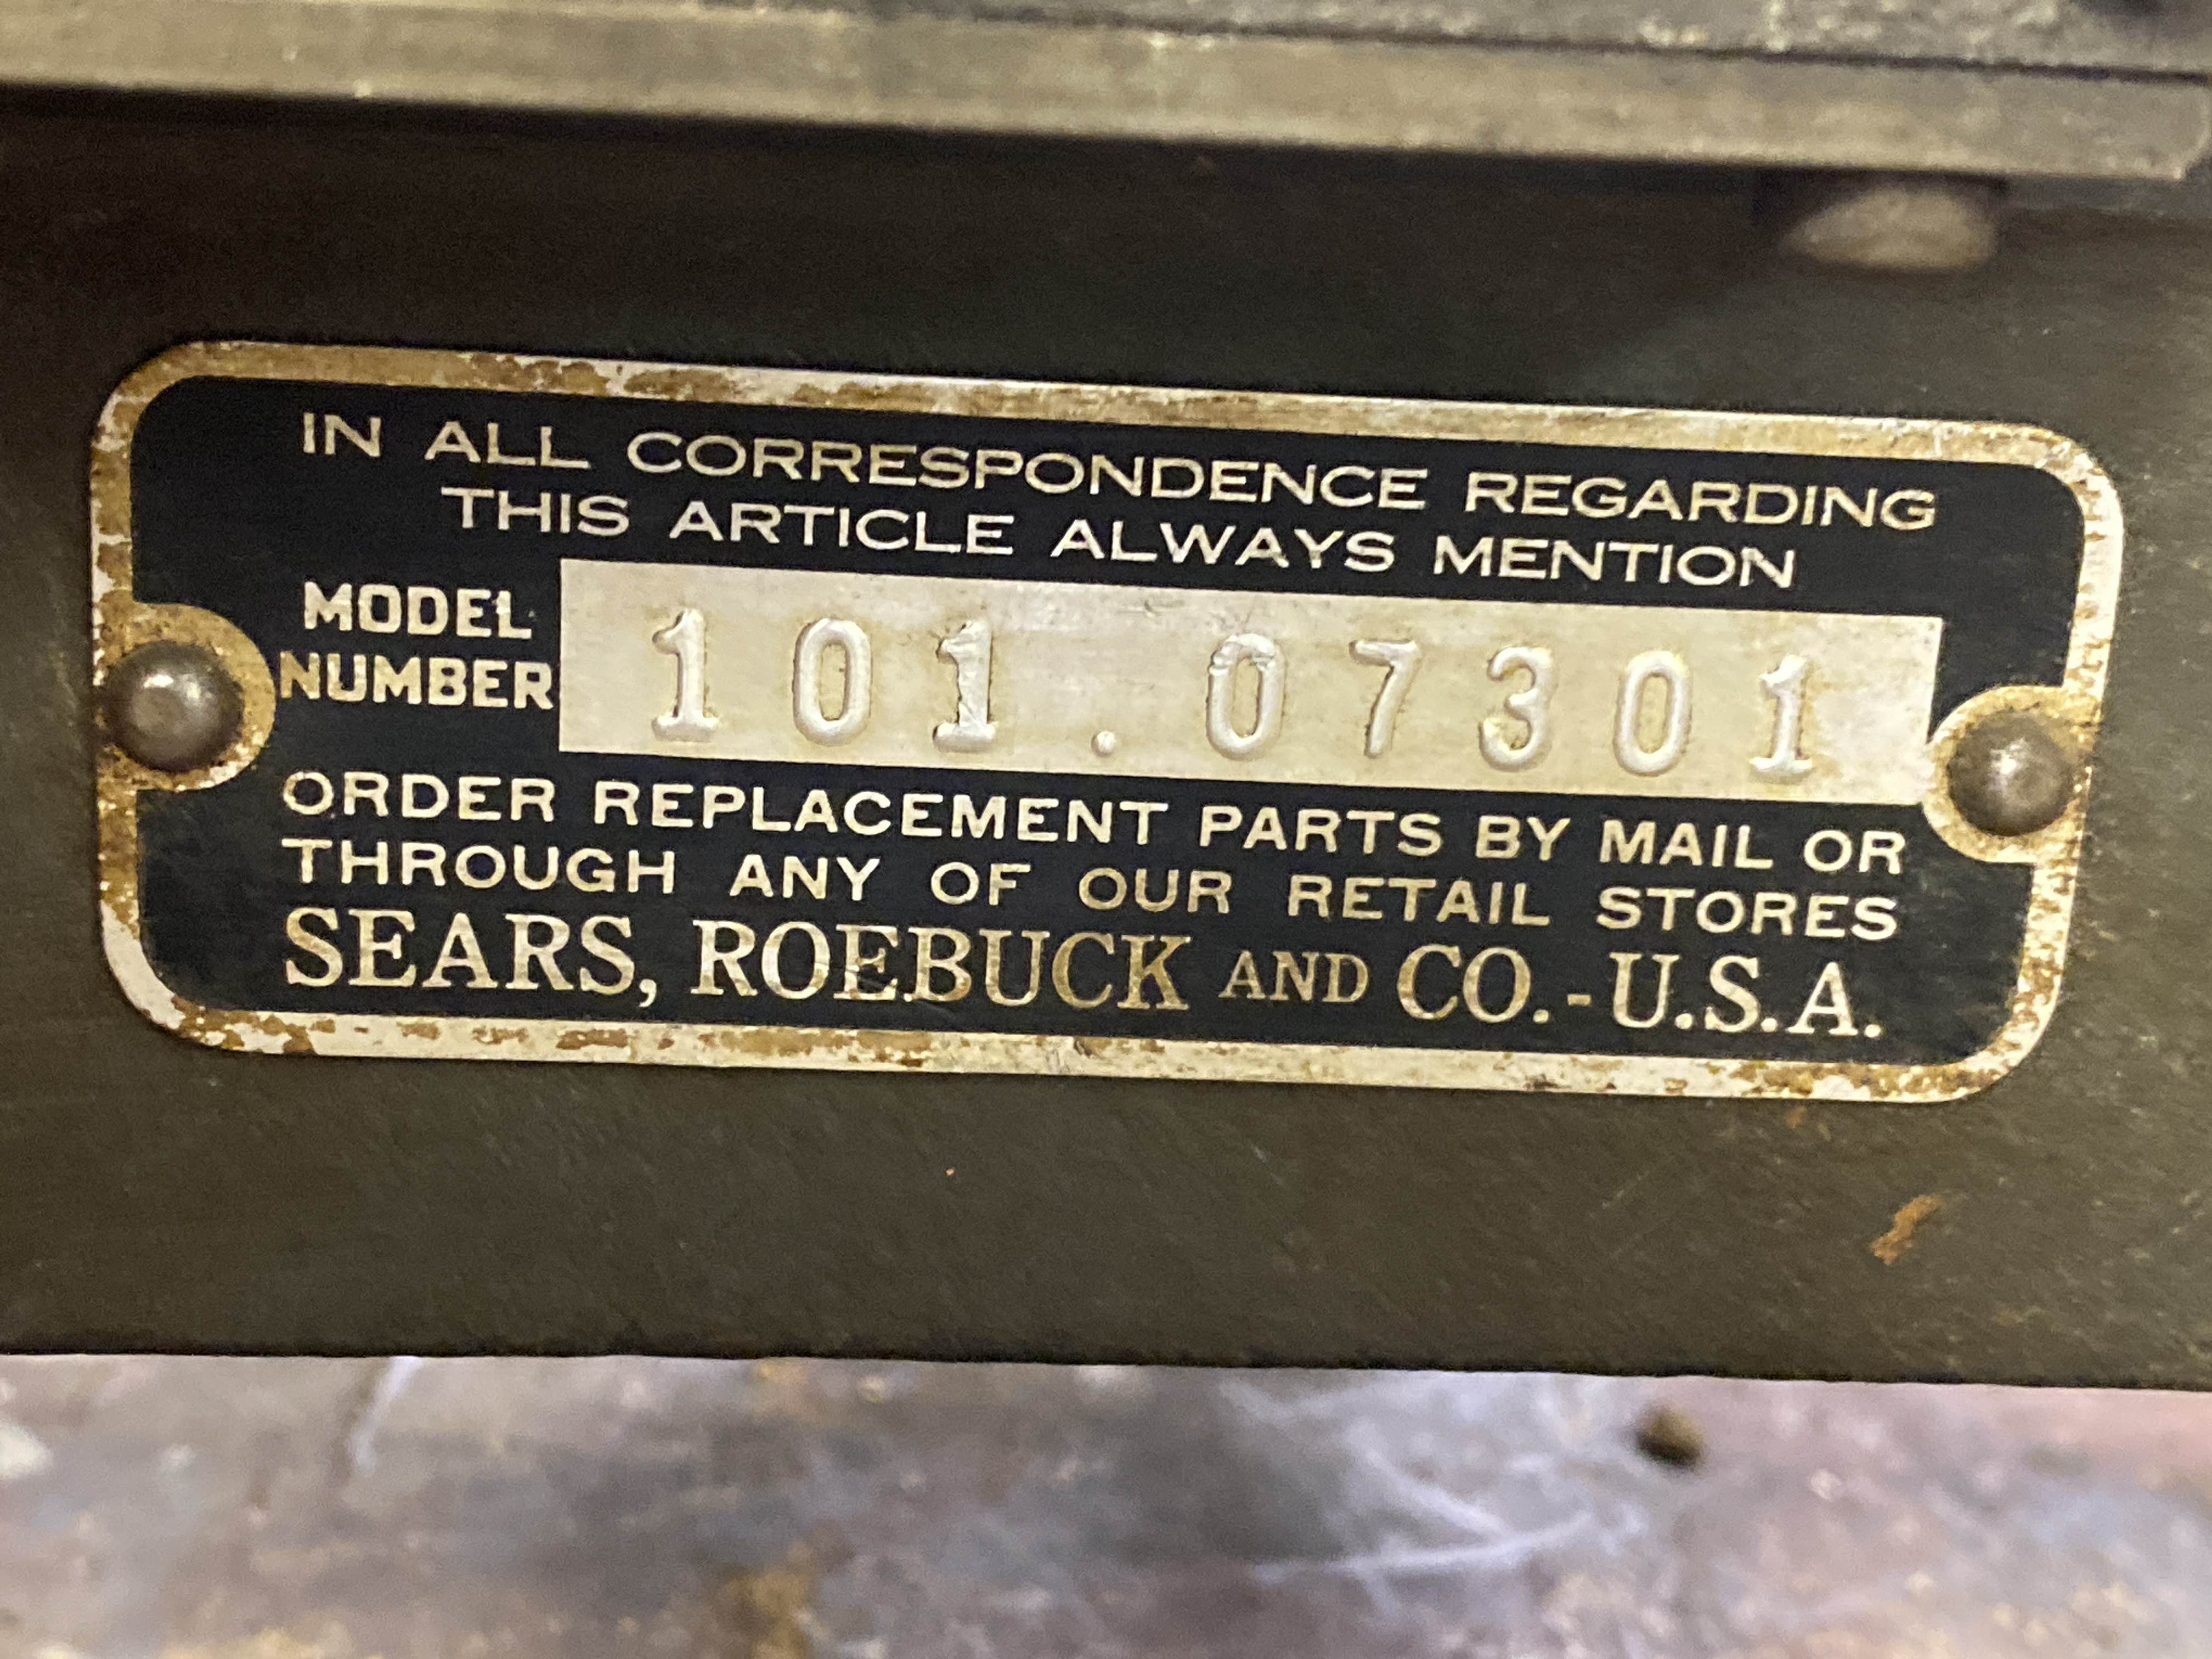 IN ALL CORRESPONDENCE REGARDING
THIS ARTICLE ALWAYS MENTION
MODEL NUMBER 101.07301
ORDER REPLACEMENT PARTS BY MAIL OR
THROUGH ANY OF OUR RETAIL STORES
SEARS, ROEBUCK AND CO.-U.S.A.